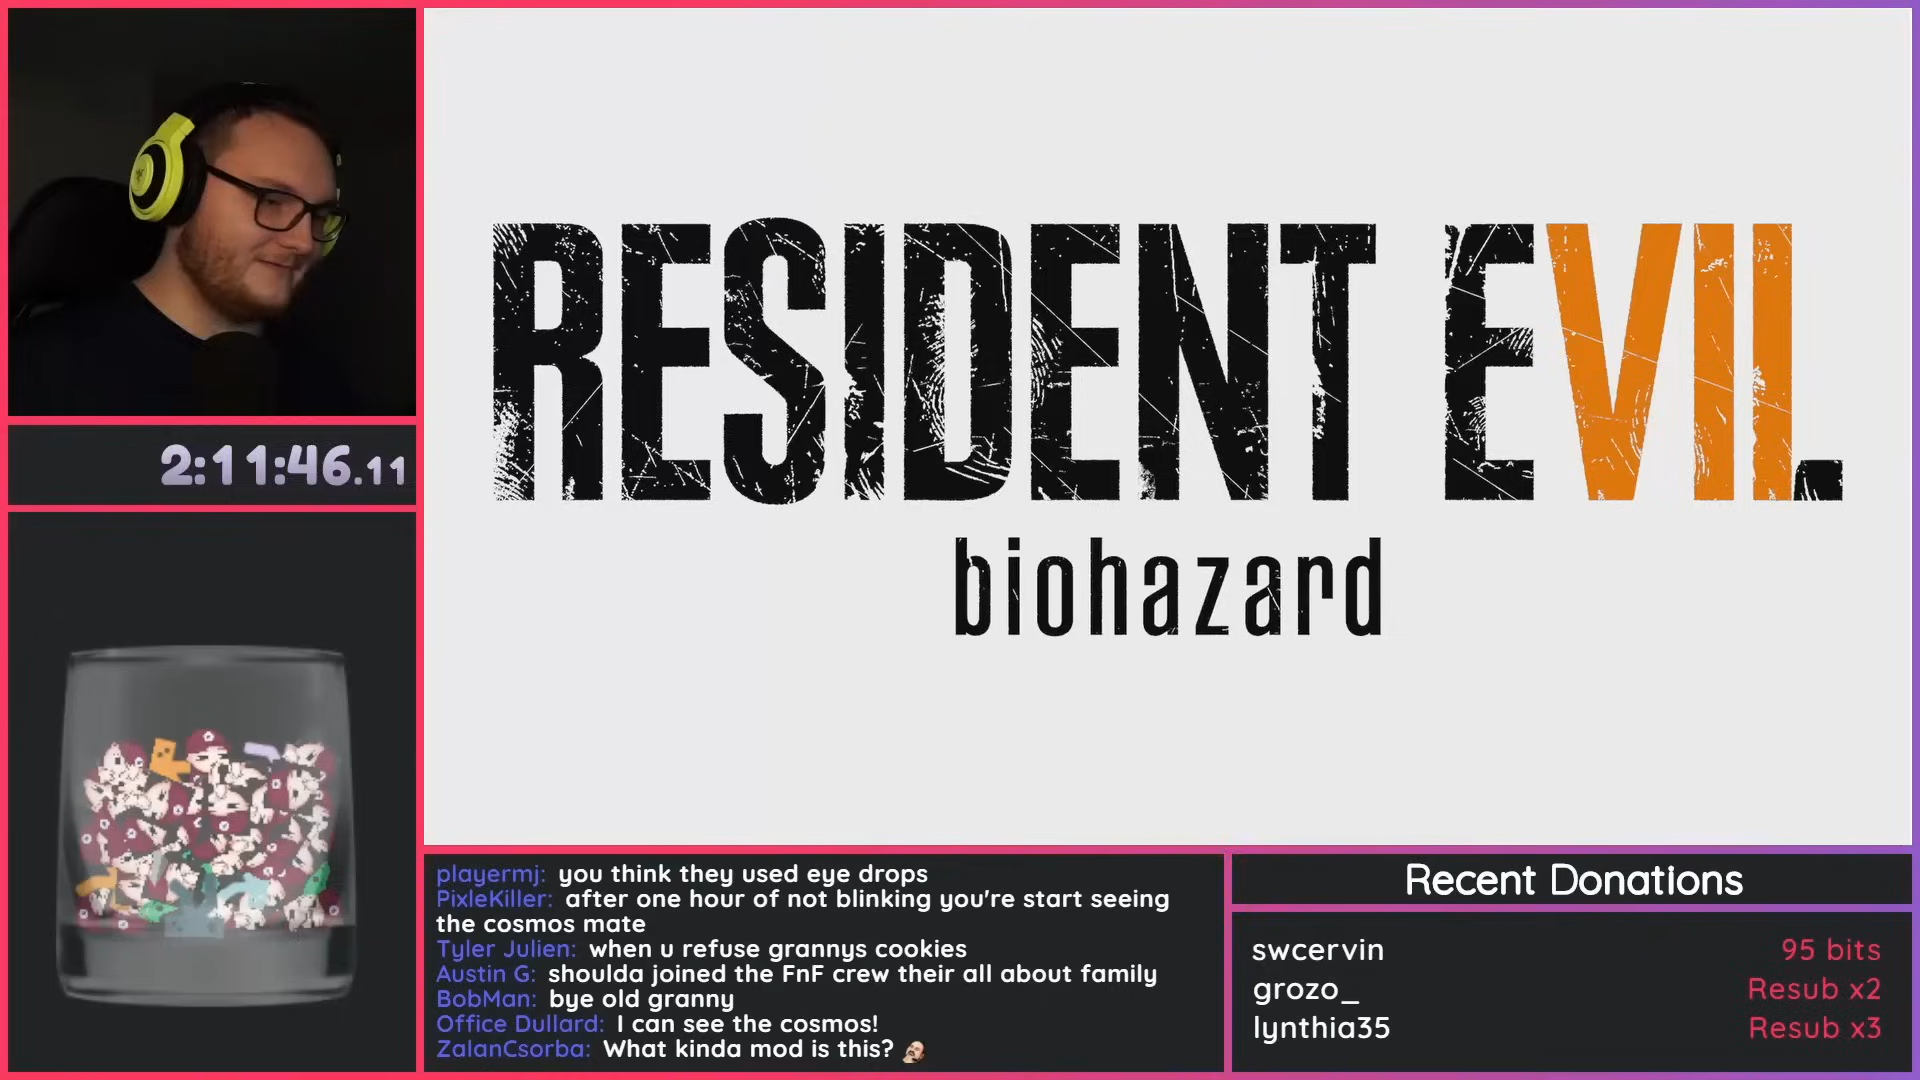 RESIDENT EVII.
biohazard
2:11:46.11
playermj: you think they used eye drops
PixleKiller: after one hour of not blinking you're start seeing
the cosmos mate
Tyler Julien: when u refuse grannys cookies
Austin G: shoulda joined the FnF crew their all about family
BobMan: bye old granny
Office Dullard: I can see the cosmos!
ZalanCsorba: What kinda mod is this?
Recent Donations
swcervin 95 bits
grozo_ Resub x2
lynthia35 Resub x3